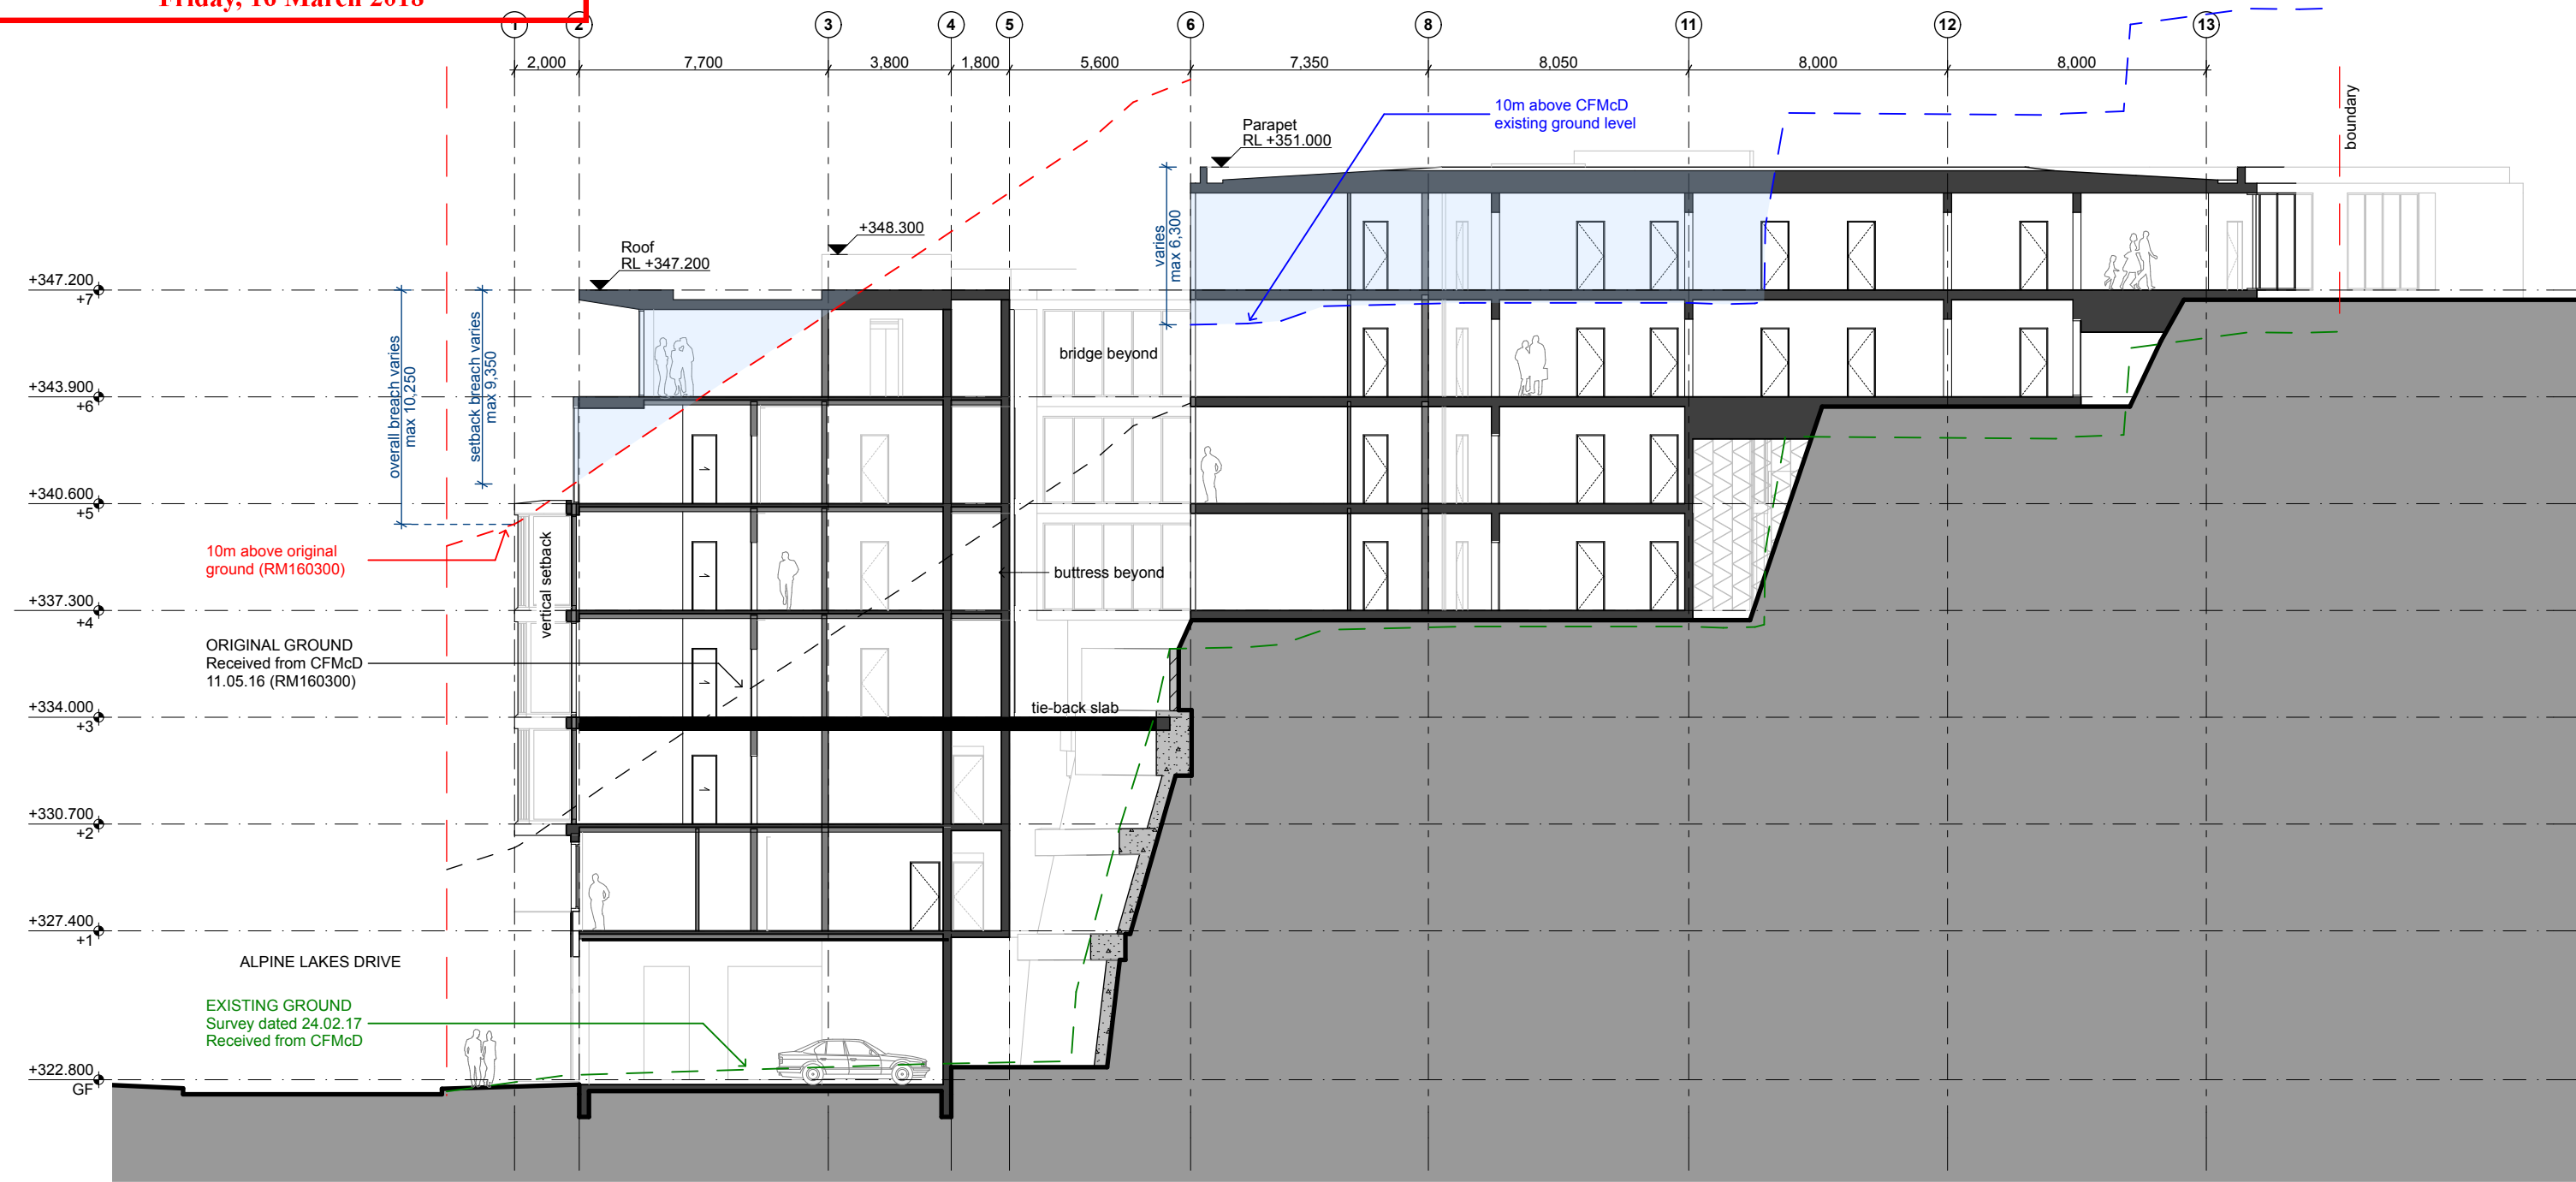 Friday, 16 March 2018
1
2
3
4
5
6
8
11
12
13
2,000
7,700
3,800
1,800
5,600
7,350
8,050
8,000
8,000
boundary
10m above CFMcD
existing ground level
Parapet
RL +351.000
+348.300
Roof
RL +347.200
varies
max 6,300
+347.200
+7
overall breach varies
max 10,250
setback breach varies
max 9,350
bridge beyond
+343.900
+6
+340.600
+5
10m above original
ground (RM160300)
vertical setback
buttress beyond
+337.300
+4
ORIGINAL GROUND
Received from CFMcD
11.05.16 (RM160300)
tie-back slab
+334.000
+3
+330.700
+2
+327.400
+1
ALPINE LAKES DRIVE
EXISTING GROUND
Survey dated 24.02.17
Received from CFMcD
+322.800
GF